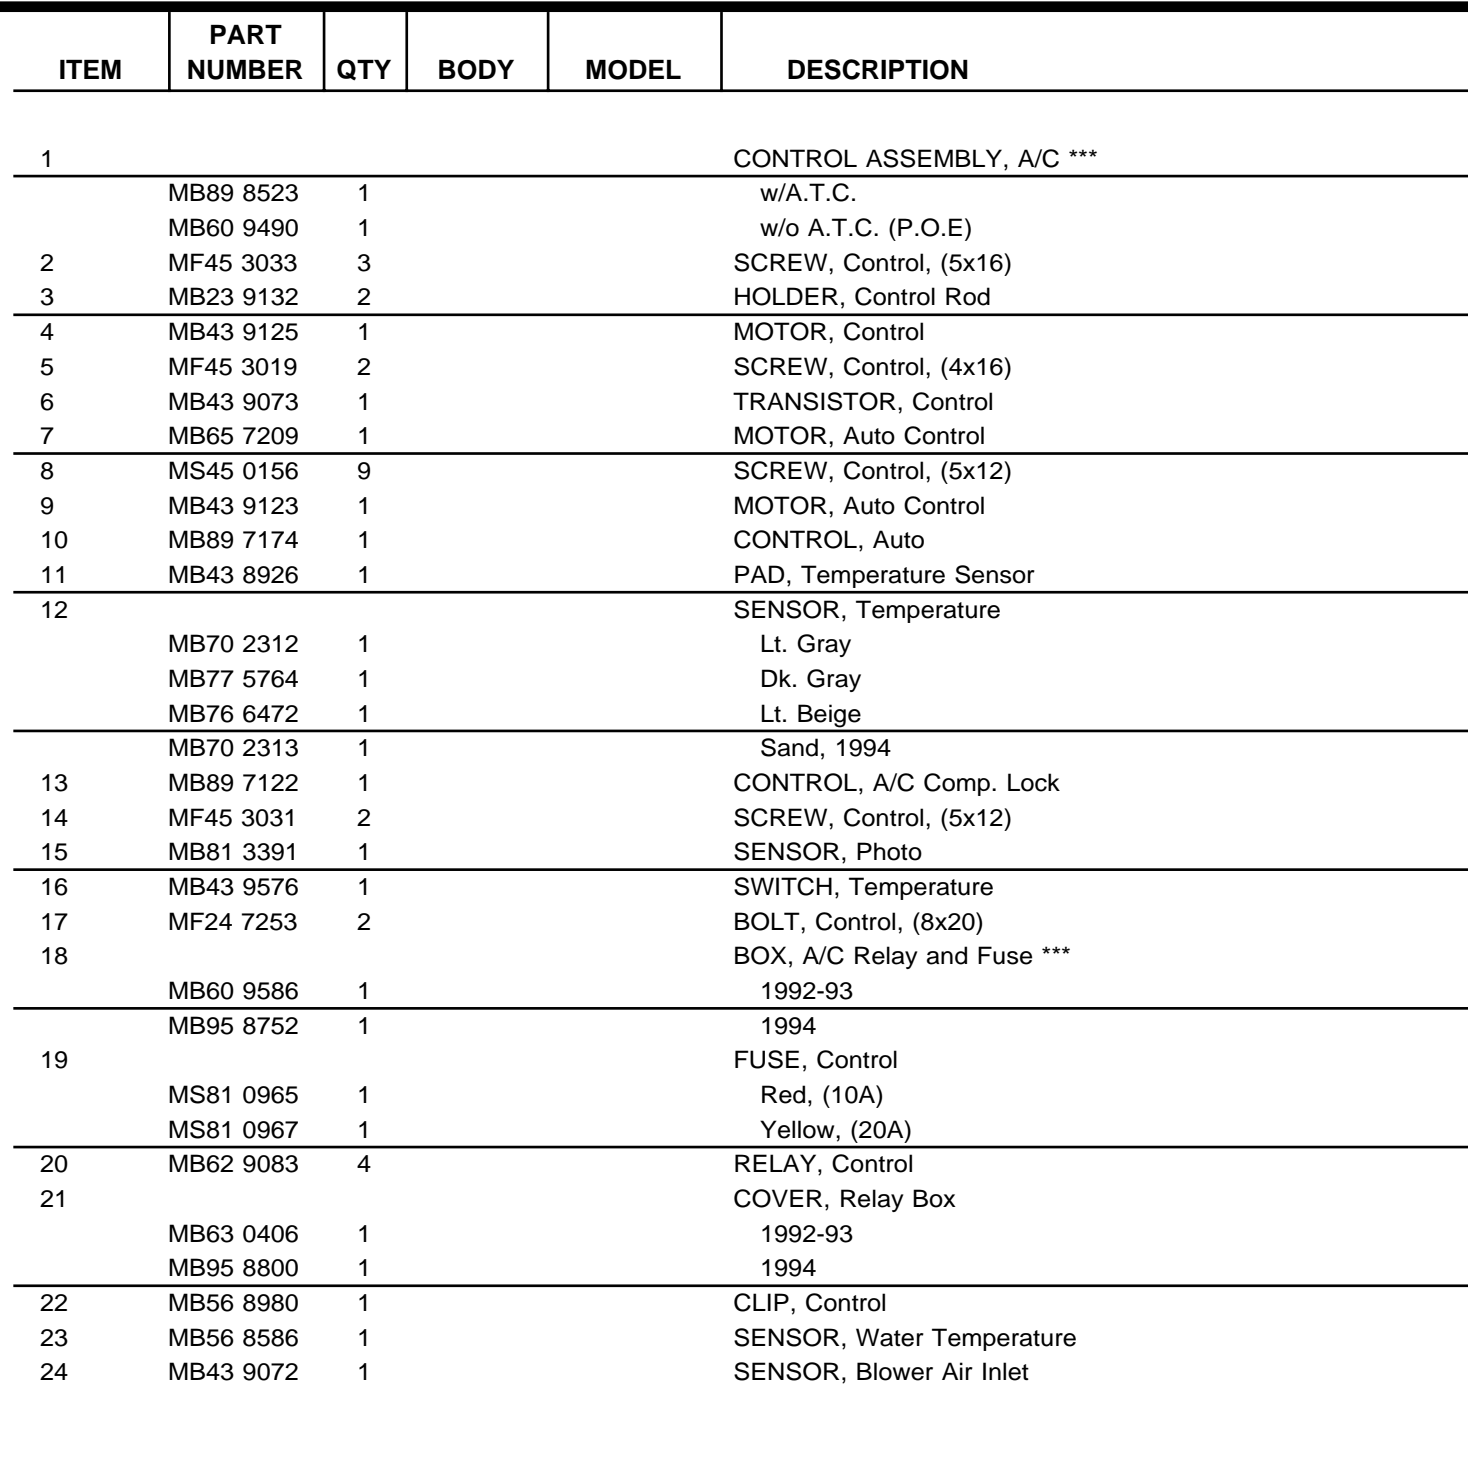 PART
ITEM NUMBER QTY BODY MODEL DESCRIPTION
1 CONTROL ASSEMBLY, A/C ***
MB89 8523 1 w/A.T.C.
MB60 9490 1 w/o A.T.C. (P.O.E)
2 MF45 3033 3 SCREW, Control, (5x16)
3 MB23 9132 2 HOLDER, Control Rod
4 MB43 9125 1 MOTOR, Control
5 MF45 3019 2 SCREW, Control, (4x16)
6 MB43 9073 1 TRANSISTOR, Control
7 MB65 7209 1 MOTOR, Auto Control
8 MS45 0156 9 SCREW, Control, (5x12)
9 MB43 9123 1 MOTOR, Auto Control
10 MB89 7174 1 CONTROL, Auto
11 MB43 8926 1 PAD, Temperature Sensor
12 SENSOR, Temperature
MB70 2312 1 Lt. Gray
MB77 5764 1 Dk. Gray
MB76 6472 1 Lt. Beige
MB70 2313 1 Sand, 1994
13 MB89 7122 1 CONTROL, A/C Comp. Lock
14 MF45 3031 2 SCREW, Control, (5x12)
15 MB81 3391 1 SENSOR, Photo
16 MB43 9576 1 SWITCH, Temperature
17 MF24 7253 2 BOLT, Control, (8x20)
18 BOX, A/C Relay and Fuse ***
MB60 9586 1 1992-93
MB95 8752 1 1994
19 FUSE, Control
MS81 0965 1 Red, (10A)
MS81 0967 1 Yellow, (20A)
20 MB62 9083 4 RELAY, Control
21 COVER, Relay Box
MB63 0406 1 1992-93
MB95 8800 1 1994
22 MB56 8980 1 CLIP, Control
23 MB56 8586 1 SENSOR, Water Temperature
24 MB43 9072 1 SENSOR, Blower Air Inlet